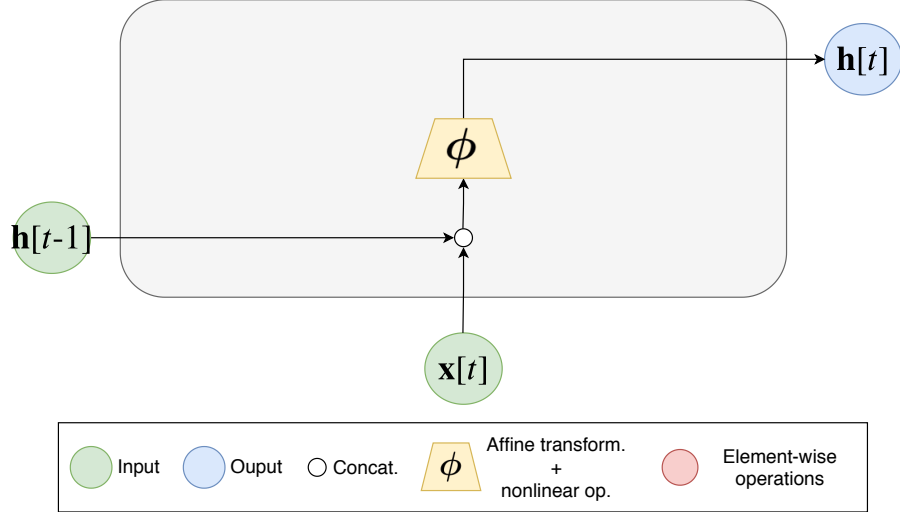 h[t]
ϕ
h[t-1]
x[t]
Input
Ouput
Concat.
ϕ
Affine transform.
+
nonlinear op.
Element-wise
operations